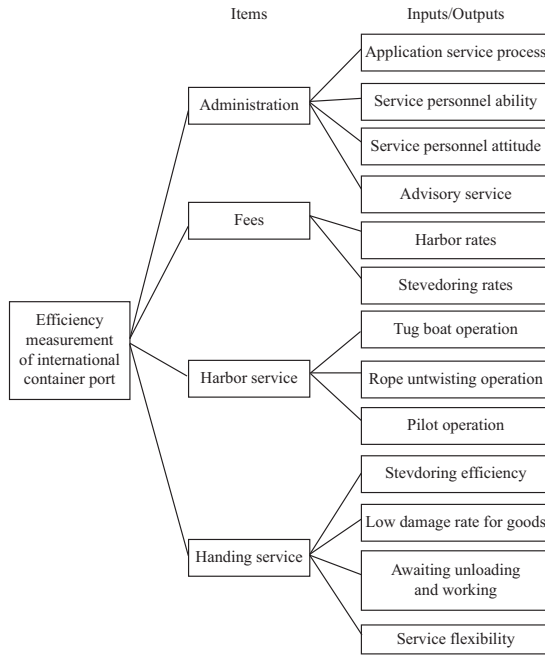 Items
Inputs/Outputs
Efficiency
measurement
of international
container port
Administration
Application service process
Service personnel ability
Service personnel attitude
Advisory service
Fees
Harbor rates
Stevedoring rates
Harbor service
Tug boat operation
Rope untwisting operation
Pilot operation
Handing service
Stevdoring efficiency
Low damage rate for goods
Awaiting unloading
and working
Service flexibility